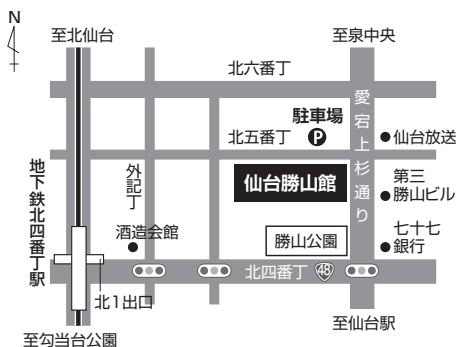 N
至北仙台
至泉中央
北六番丁
愛宕上杉通り
駐車場
P
北五番丁
仙台放送
地下鉄北四番丁駅
外記丁
仙台勝山館
第三
勝山ビル
酒造会館
勝山公園
七十七
銀行
北四番丁
48
北1出口
至勾当台公園
至仙台駅